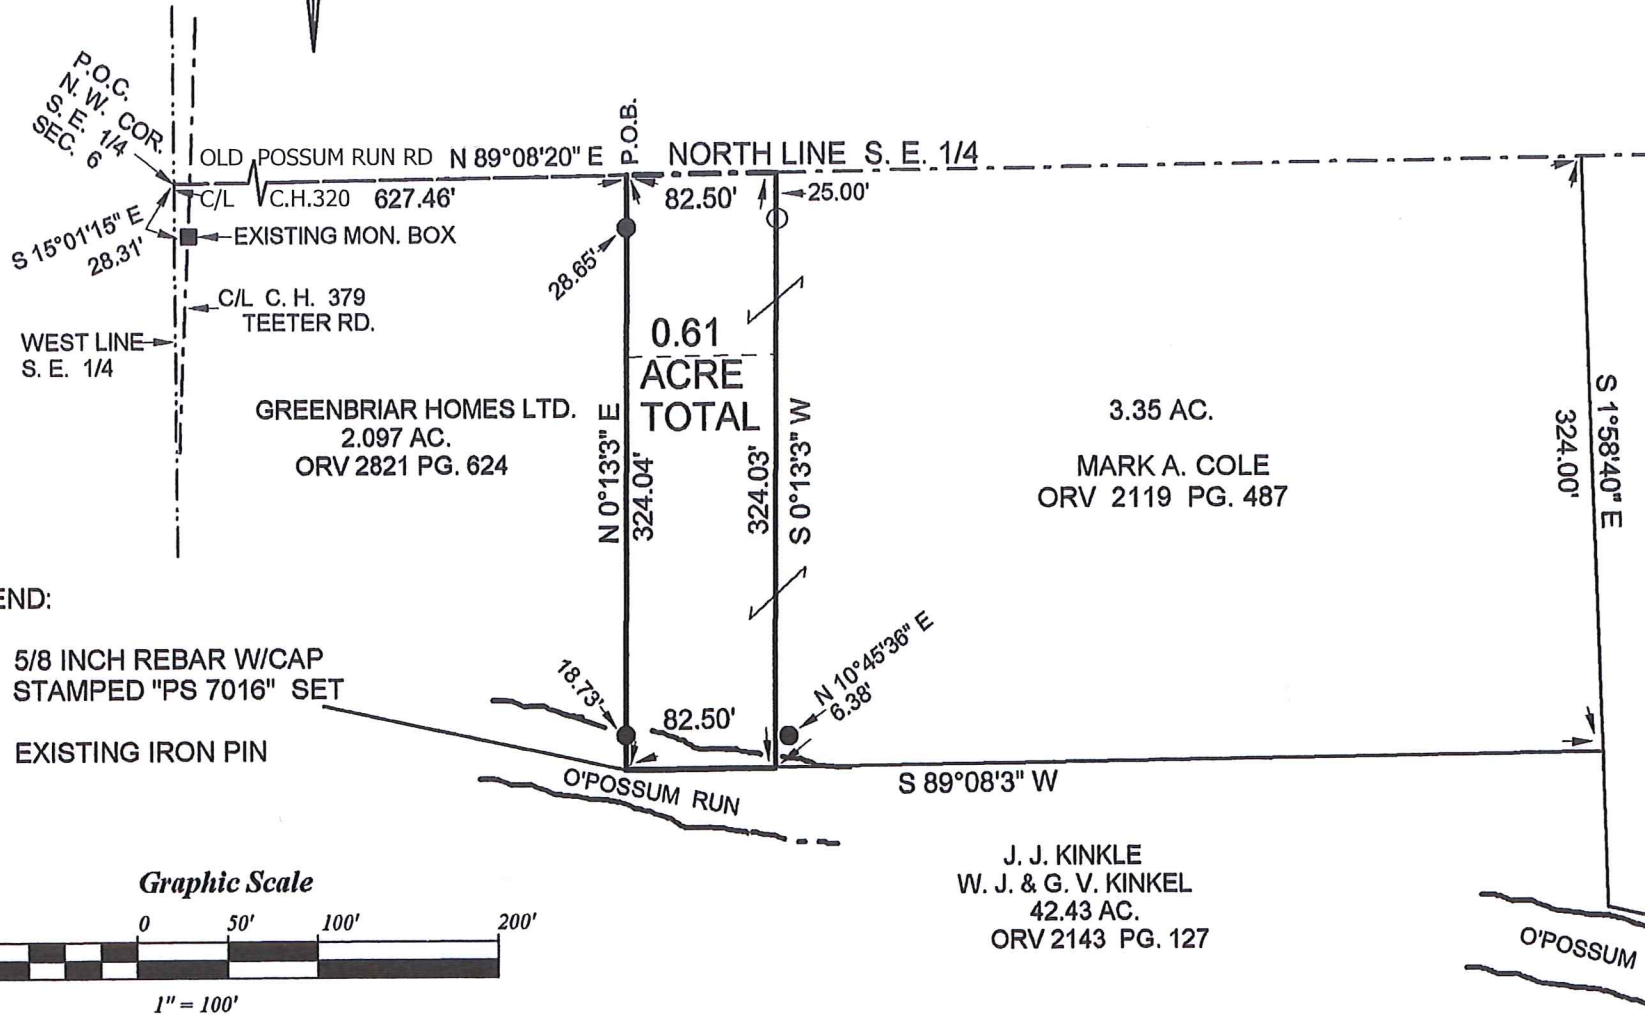 P.O.C.
N. W. COR.
S. E. 1/4
SEC. 6
OLD POSSUM RUN RD N 89°08'20" E
P.O.B.
NORTH LINE S. E. 1/4
C/L C.H.320 627.46'
82.50'
25.00'
S 15°01'15" E
28.31'
EXISTING MON. BOX
28.65'
C/L C. H. 379
TEETER RD.
WEST LINE
S. E. 1/4
0.61
ACRE
TOTAL
GREENBRIAR HOMES LTD.
2.097 AC.
ORV 2821 PG. 624
N 0°13'3" E
324.04'
324.03'
S 0°13'3" W
3.35 AC.
MARK A. COLE
ORV 2119 PG. 487
S 1°58'40" E
324.00'
END:
5/8 INCH REBAR W/CAP
STAMPED "PS 7016" SET
EXISTING IRON PIN
18.73'
82.50'
N 10°45'36" E
6.38'
O'POSSUM RUN
S 89°08'3" W
J. J. KINKLE
W. J. & G. V. KINKEL
42.43 AC.
ORV 2143 PG. 127
O'POSSUM
Graphic Scale
0 50' 100' 200'
1" = 100'